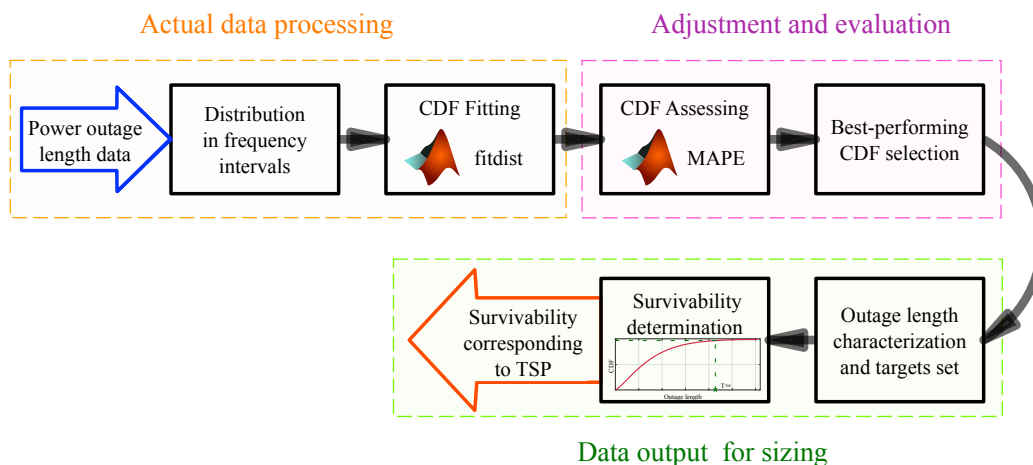 Actual data processing
Adjustment and evaluation
Power outage
length data
Distribution
in frequency
intervals
CDF Fitting
fitdist
CDF Assessing
MAPE
Best-performing
CDF selection
Survivability
corresponding
to TSP
Survivability
determination
CDF
TTSP
Outage length
Outage length
characterization
and targets set
Data output for sizing